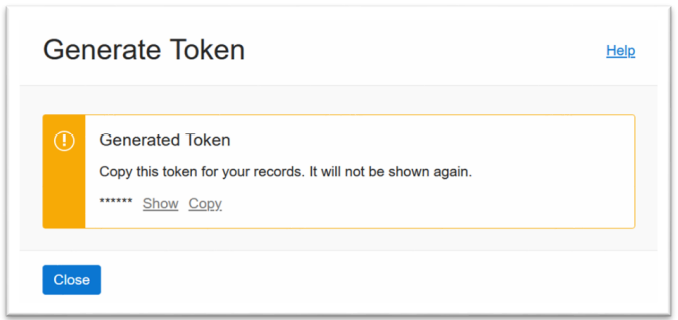 Generate Token
Help
Generated Token
Copy this token for your records. It will not be shown again.
****** Show Copy
Close